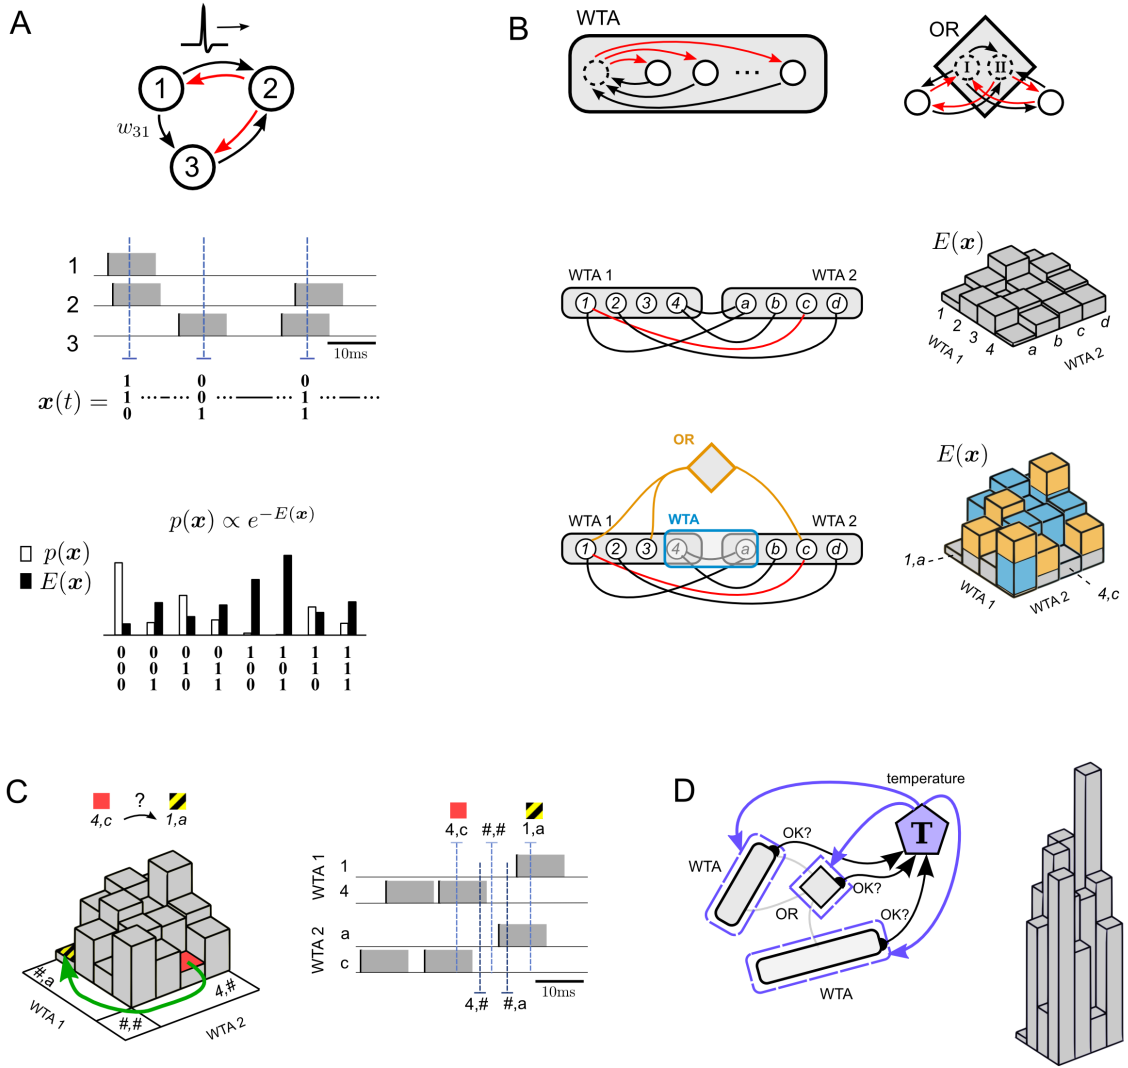 A
1
2
w₃₁
3
1
2
3
10ms
1 0 0
x(t) = 1 ... 0 ... 1 ...
0 1 1
p(x) ∝ e^{-E(x)}
p(x)
E(x)
0 0 0 0 1 1 1 1
0 0 1 1 0 0 1 1
0 1 0 1 0 1 0 1
B
WTA
...
OR
I II
WTA 1 WTA 2
1 2 3 4 a b c d
E(x)
1 2 3 4 a b c d
WTA 1 WTA 2
OR
WTA 1 WTA WTA 2
1 2 3 4 a b c d
E(x)
1,a
WTA 1 WTA 2
4,c
C
?
4,c 1,a
#,a
#,#
4,#
WTA 1
WTA 2
4,c #,# 1,a
WTA 1
1
4
WTA 2
a
c
10ms
4,# #,a
D
temperature
T
WTA
OK?
OK?
OR
OK?
WTA